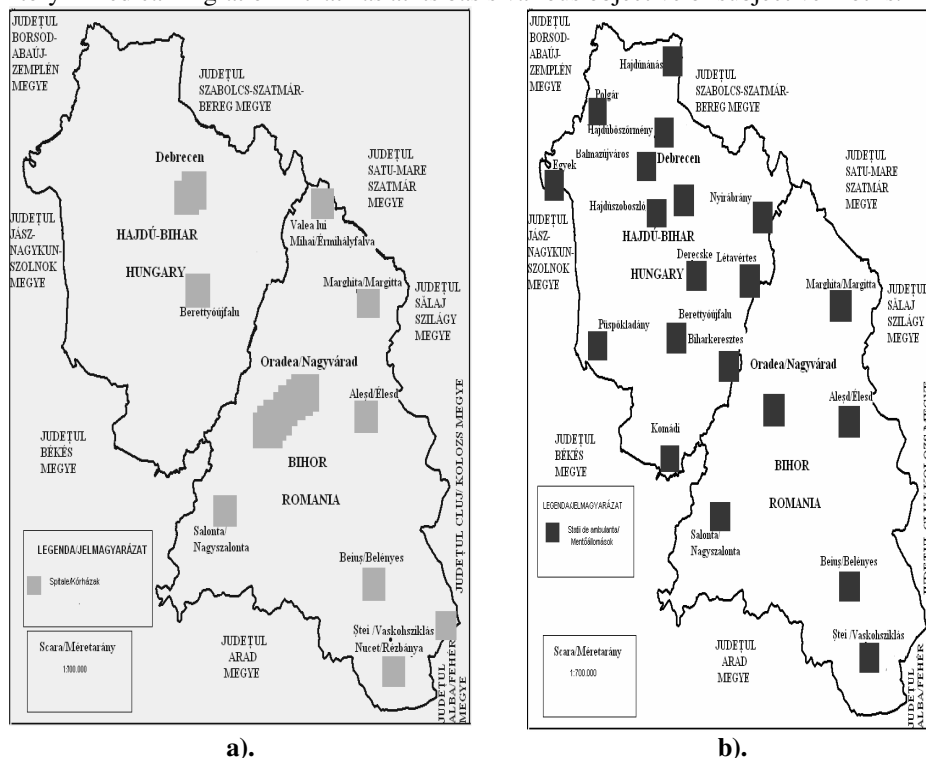 JUDEȚUL
BORSOD-
ABAÚJ-
ZEMPLÉN
MEGYE
JUDEȚUL
SZABOLCS-SZATMÁR-
BEREG MEGYE
Debrecen
JUDEȚUL
SATU-MARE
SZATMÁR
MEGYE
JUDEȚUL
JÁSZ-
NAGYKUN-
SZOLNOK
MEGYE
Valea lui
Mihai/Érmihályfalva
HAJDÚ-BIHAR
HUNGARY
Berettyóújfalu
Marghita/Margitta
JUDEȚUL
SĂLAJ
SZILÁGY
MEGYE
Oradea/Nagyvárad
Aleșd/Élesd
JUDEȚUL
BÉKÉS
MEGYE
BIHOR
ROMANIA
Salonta/
Nagyszalonta
JUDEȚUL CLUJ/ KOLOZS MEGYE
LEGENDA/JELMAGYARÁZAT
Spitale/Kórházak
Beiuș/Belényes
Ștei /Vaskohsziklás
Nucet/Rézbánya
Scara/Méretarány
1:700.000
JUDEȚUL
ARAD
MEGYE
JUDEȚUL
ALBA/FEHÉR
MEGYE
a).
JUDEȚUL
BORSOD-
ABAÚJ-
ZEMPLÉN
MEGYE
Hajdúnánás
JUDEȚUL
SZABOLCS-SZATMÁR-
BEREG MEGYE
Polgár
Hajdúböszörmény
Balmazújváros
Debrecen
JUDEȚUL
SATU-MARE
SZATMÁR
MEGYE
Egyek
Hajdúszoboszló
Nyírábrány
JUDEȚUL
JÁSZ-
NAGYKUN-
SZOLNOK
MEGYE
HAJDÚ-BIHAR
Derecske
Létavértes
HUNGARY
Marghita/Margitta
JUDEȚUL
SĂLAJ
SZILÁGY
MEGYE
Püspökladány
Berettyóújfalu
Biharkeresztes
Oradea/Nagyvárad
Aleșd/Élesd
Komádi
JUDEȚUL
BÉKÉS
MEGYE
BIHOR
ROMANIA
LEGENDA/JELMAGYARÁZAT
Statii de ambulanta/
Mentőállomások
Salonta/
Nagyszalonta
Beiuș/Belényes
Ștei /Vaskohsziklás
Scara/Méretarány
1:700.000
JUDEȚUL
ARAD
MEGYE
JUDEȚUL
ALBA/FEHÉR
b).